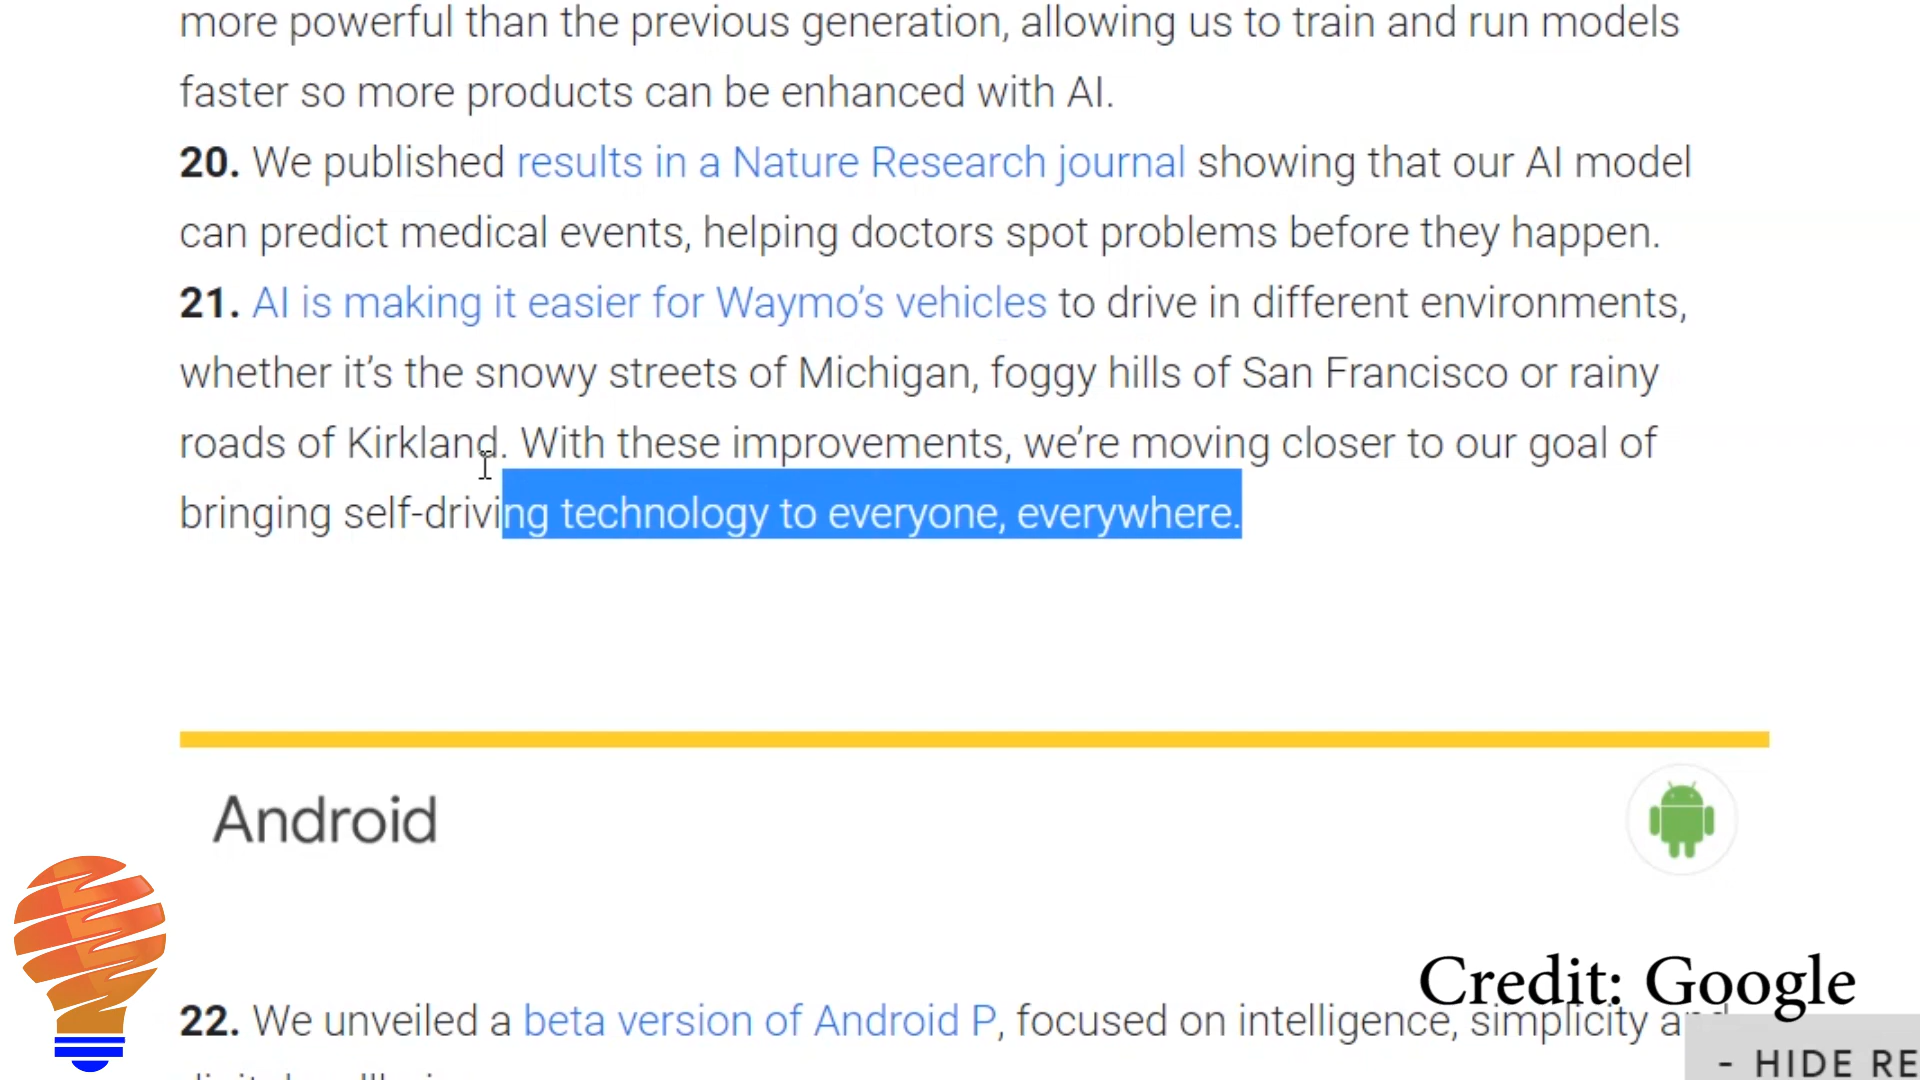 more powerful than the previous generation, allowing us to train and run models
faster so more products can be enhanced with AI.
20. We published results in a Nature Research journal showing that our AI model
can predict medical events, helping doctors spot problems before they happen.
21. AI is making it easier for Waymo’s vehicles to drive in different environments,
whether it’s the snowy streets of Michigan, foggy hills of San Francisco or rainy
roads of Kirkland. With these improvements, we’re moving closer to our goal of
bringing self-driving technology to everyone, everywhere.
Android
Credit: Google
22. We unveiled a beta version of Android P, focused on intelligence, simplicity and
- HIDE RE